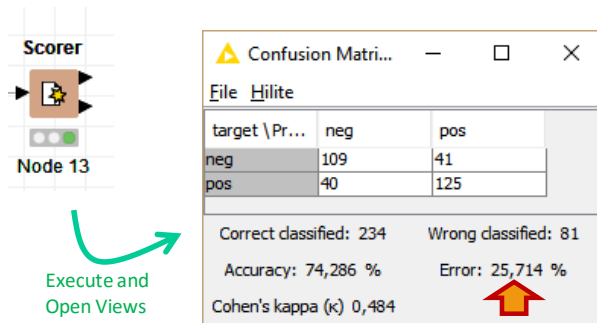 Scorer
Node 13
Execute and
Open Views
Confusion Matri...
File Hilite
target \Pr... neg pos
neg 109 41
pos 40 125
Correct classified: 234 Wrong classified: 81
Accuracy: 74,286 % Error: 25,714 %
Cohen's kappa (κ) 0,484